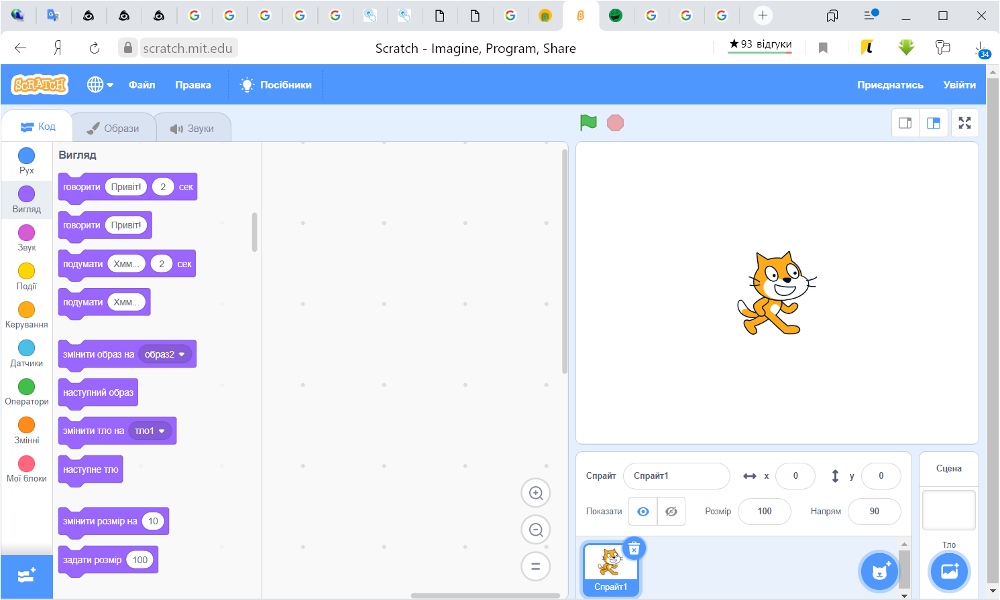 scratch.mit.edu
Scratch - Imagine, Program, Share
★93 відгуки
34
SCRATCH
Файл
Правка
Посібники
Приєднатись
Увійти
Код
Образи
Звуки
Рух
Вигляд
Звук
Події
Керування
Датчики
Оператори
Змінні
Мої блоки
Вигляд
говорити Привіт! 2 сек
говорити Привіт!
подумати Хмм... 2 сек
подумати Хмм...
змінити образ на образ2
наступний образ
змінити тло на тло1
наступне тло
змінити розмір на 10
задати розмір 100
Спрайт Спрайт1 x 0 y 0
Показати Розмір 100 Напрям 90
Спрайт1
Сцена
Тло